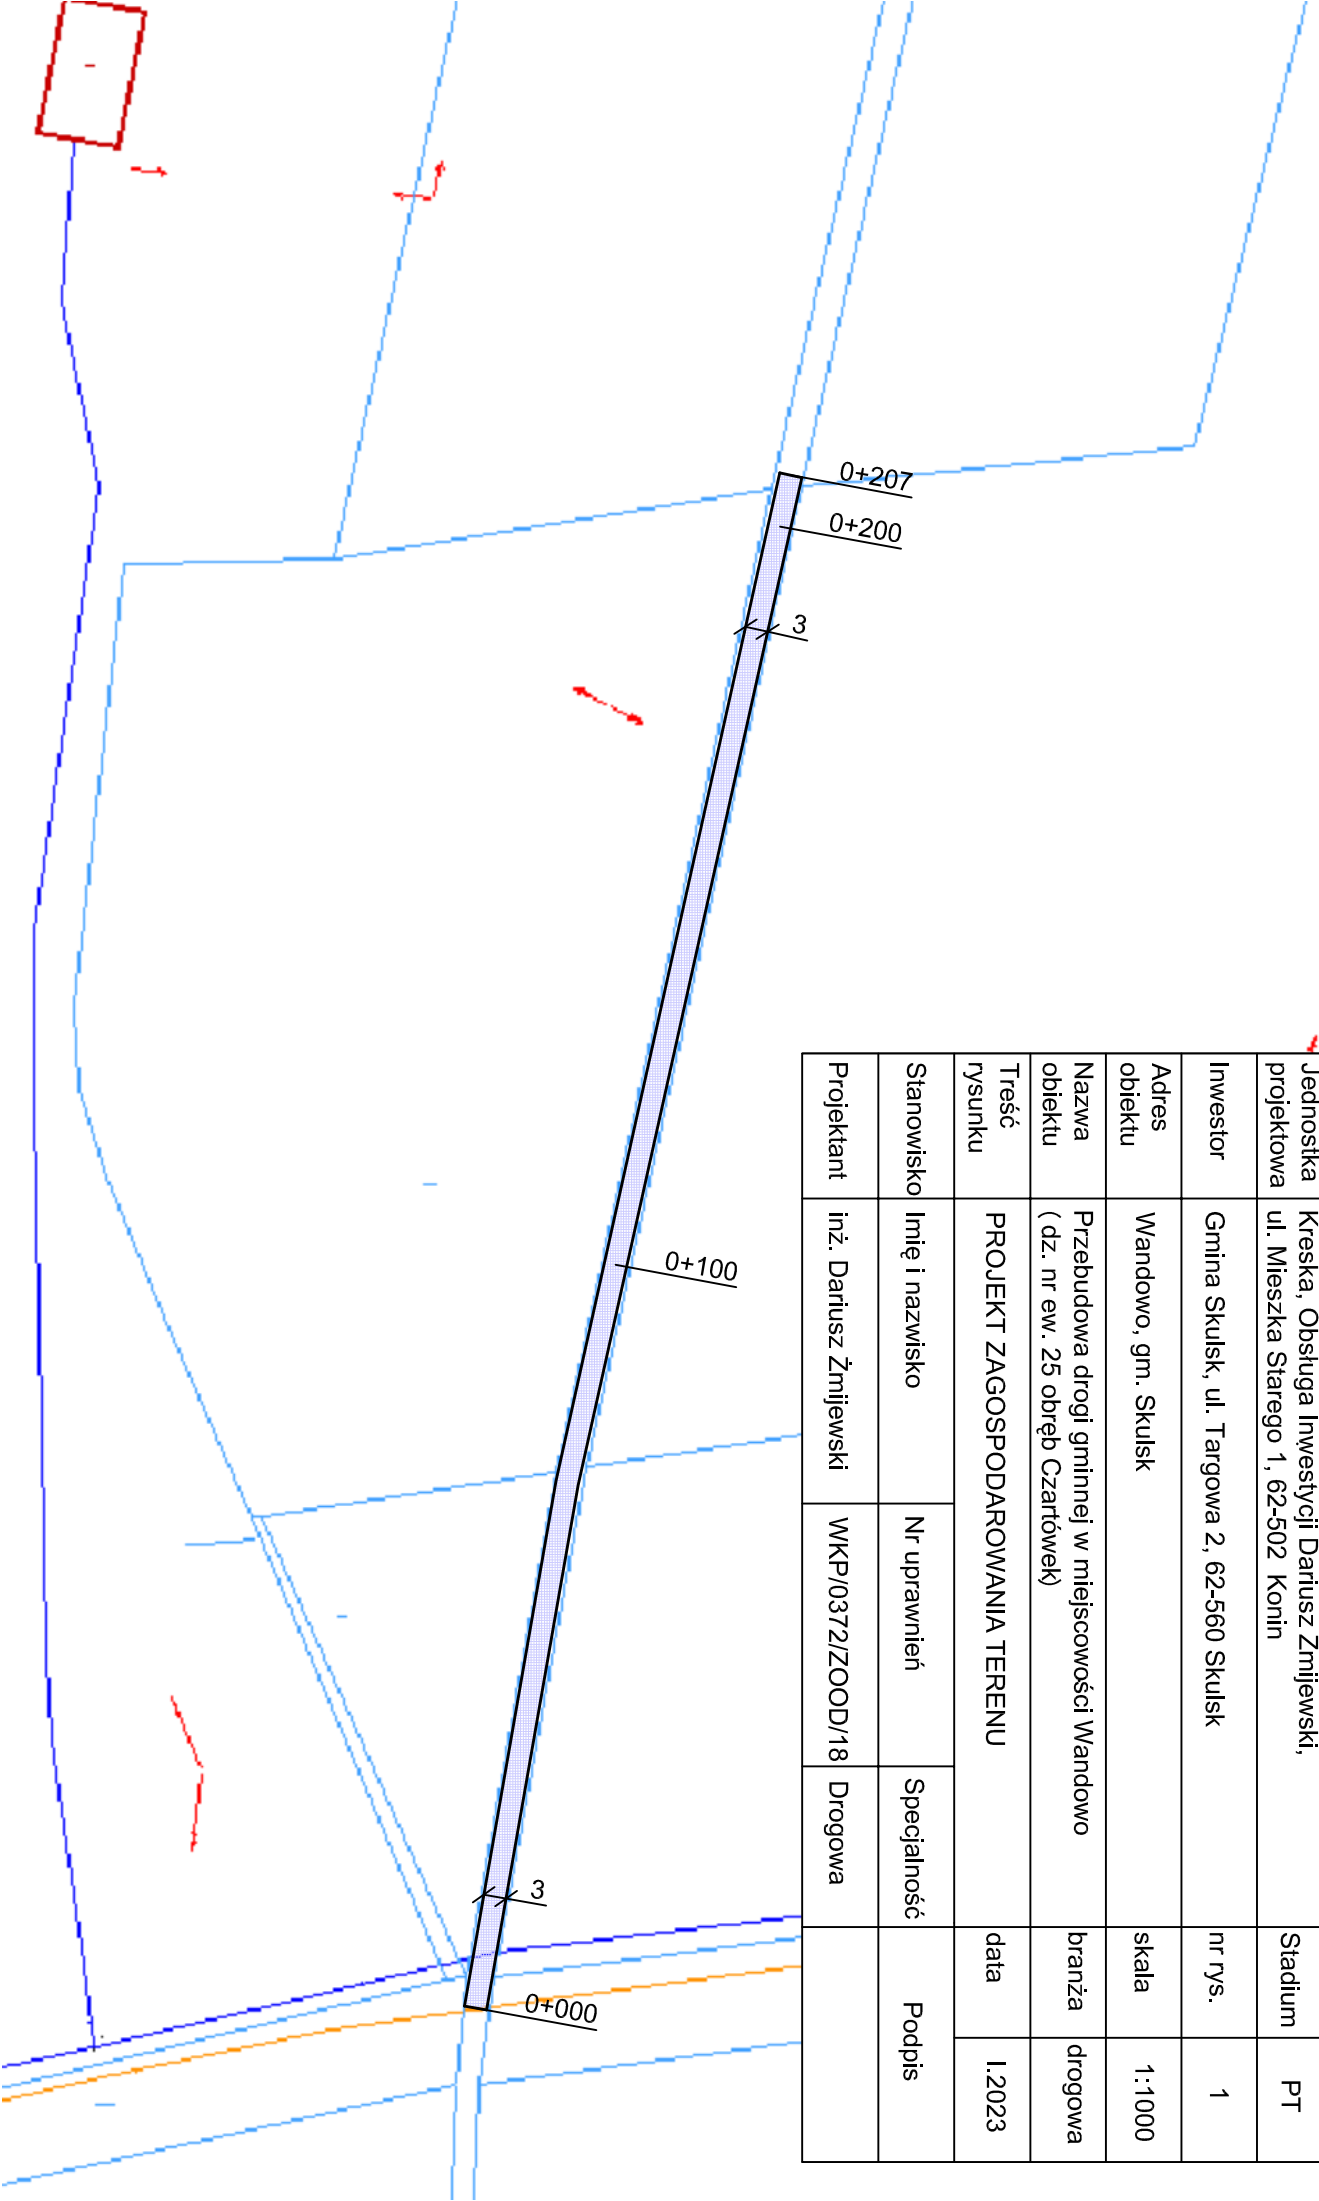 0+207
0+200
3
0+100
3
0+000
Jednostka projektowa
Kreska, Obsługa Inwestycji Dariusz Żmijewski,
ul. Mieszka Starego 1, 62-502 Konin
Stadium
PT
Inwestor
Gmina Skulsk, ul. Targowa 2, 62-560 Skulsk
nr rys.
1
Adres
obiektu
Wandowo, gm. Skulsk
skala
1:1000
Nazwa
obiektu
Przebudowa drogi gminnej w miejscowości Wandowo
( dz. nr ew. 25 obręb Czartówek)
branża
drogowa
Treść
rysunku
PROJEKT ZAGOSPODAROWANIA TERENU
data
I.2023
Stanowisko
Imię i nazwisko
Nr uprawnień
Specjalność
Podpis
Projektant
inż. Dariusz Żmijewski
WKP/0372/ZOOD/18
Drogowa